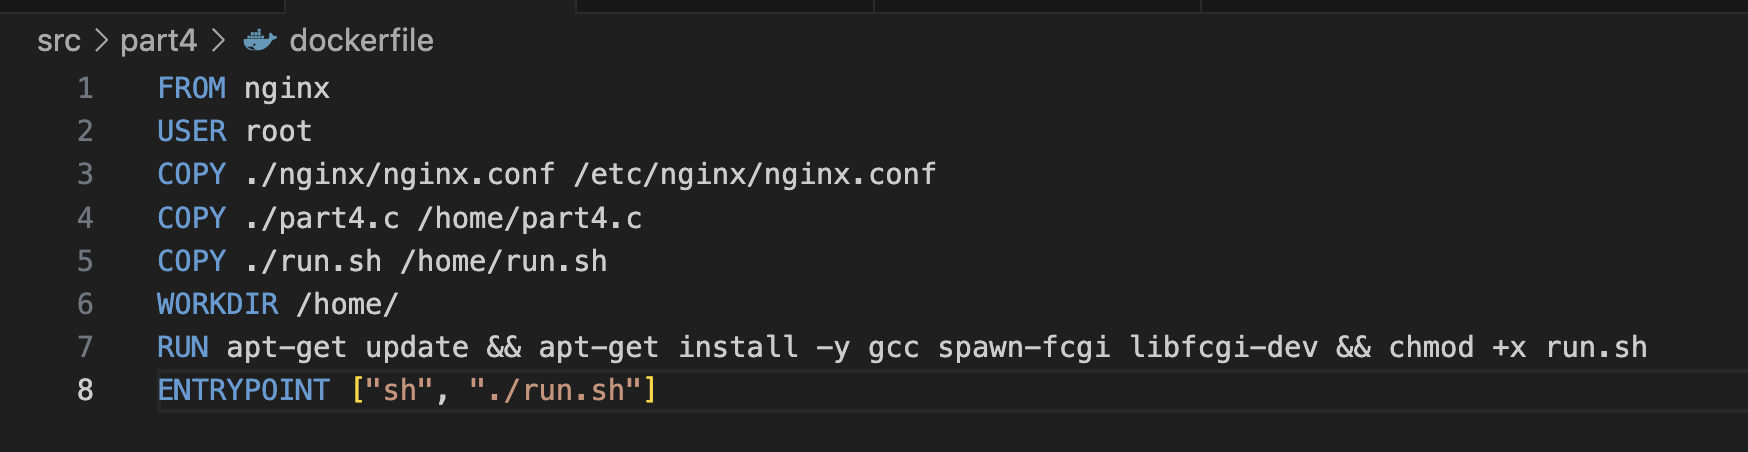 src > part4 > dockerfile
1 FROM nginx
2 USER root
3 COPY ./nginx/nginx.conf /etc/nginx/nginx.conf
4 COPY ./part4.c /home/part4.c
5 COPY ./run.sh /home/run.sh
6 WORKDIR /home/
7 RUN apt-get update && apt-get install -y gcc spawn-fcgi libfcgi-dev && chmod +x run.sh
8 ENTRYPOINT ["sh", "./run.sh"]